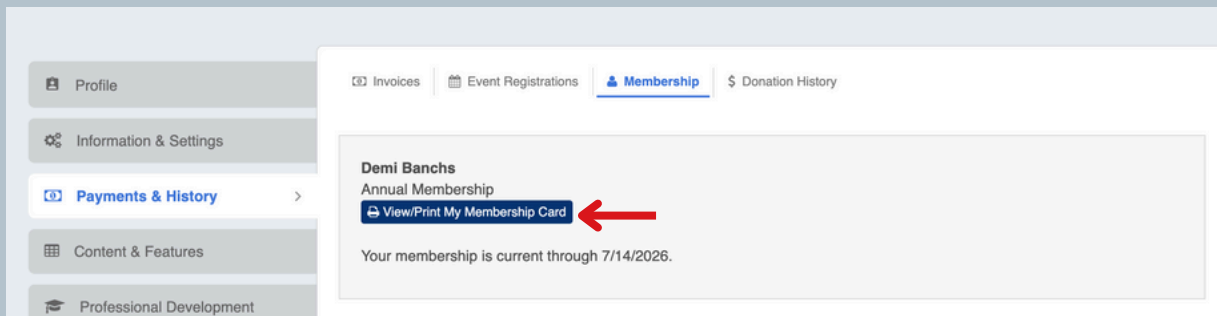 Profile
Information & Settings
Payments & History
Content & Features
Professional Development
Invoices
Event Registrations
Membership
$ Donation History
Demi Banchs
Annual Membership
View/Print My Membership Card
Your membership is current through 7/14/2026.